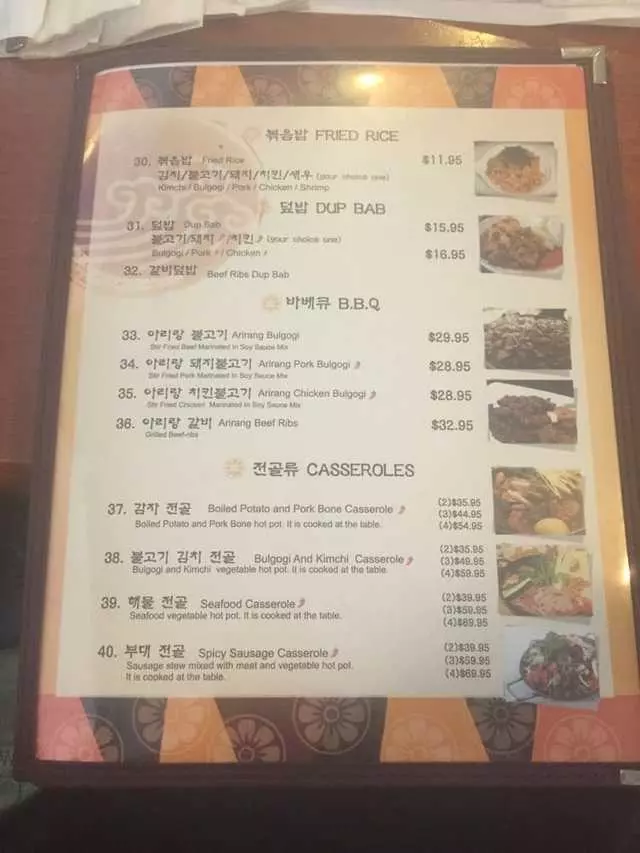 볶음밥 FRIED RICE
30. 볶음밥 Fried Rice $11.95
김치/불고기/돼지/치킨/새우 (your choice one)
Kimchi / Bulgogi / Pork / Chicken / Shrimp
덮밥 DUP BAB
31. 덮밥 Dup Bab $15.95
불고기/돼지 /치킨 (your choice one)
Bulgogi / Pork / Chicken $16.95
32. 갈비덮밥 Beef Ribs Dup Bab
바베큐 B.B.Q
33. 아리랑 불고기 Arirang Bulgogi $29.95
Stir Fried Beef Marinated In Soy Sauce Mix
34. 아리랑 돼지불고기 Arirang Pork Bulgogi $28.95
Stir Fried Pork Marinated In Soy Sauce Mix
35. 아리랑 치킨불고기 Arirang Chicken Bulgogi $28.95
Stir Fried Chicken Marinated In Soy Sauce Mix
36. 아리랑 갈비 Arirang Beef Ribs $32.95
Grilled Beef-ribs
전골류 CASSEROLES
37. 감자 전골 Boiled Potato and Pork Bone Casserole (2)$35.95
(3)$44.95
Boiled Potato and Pork Bone hot pot. It is cooked at the table. (4)$54.95
38. 불고기 김치 전골 Bulgogi And Kimchi Casserole (2)$35.95
(3)$49.95
Bulgogi and Kimchi vegetable hot pot. It is cooked at the table. (4)$59.95
39. 해물 전골 Seafood Casserole (2)$39.95
(3)$59.95
Seafood vegetable hot pot. It is cooked at the table. (4)$69.95
40. 부대 전골 Spicy Sausage Casserole (2)$39.95
(3)$59.95
Sausage stew mixed with meat and vegetable hot pot. (4)$69.95
It is cooked at the table.